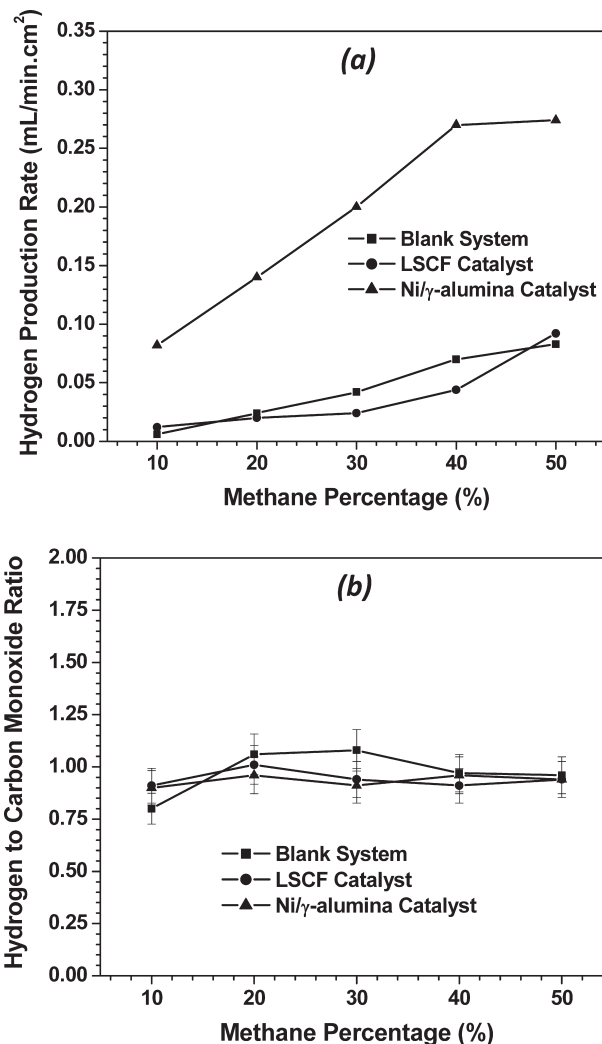 (a)
Hydrogen Production Rate (mL/min.cm²)
0.35
0.30
0.25
0.20
0.15
0.10
0.05
0.00
Blank System
LSCF Catalyst
Ni/γ-alumina Catalyst
10 20 30 40 50
Methane Percentage (%)
(b)
Hydrogen to Carbon Monoxide Ratio
2.00
1.75
1.50
1.25
1.00
0.75
0.50
0.25
0.00
Blank System
LSCF Catalyst
Ni/γ-alumina Catalyst
10 20 30 40 50
Methane Percentage (%)